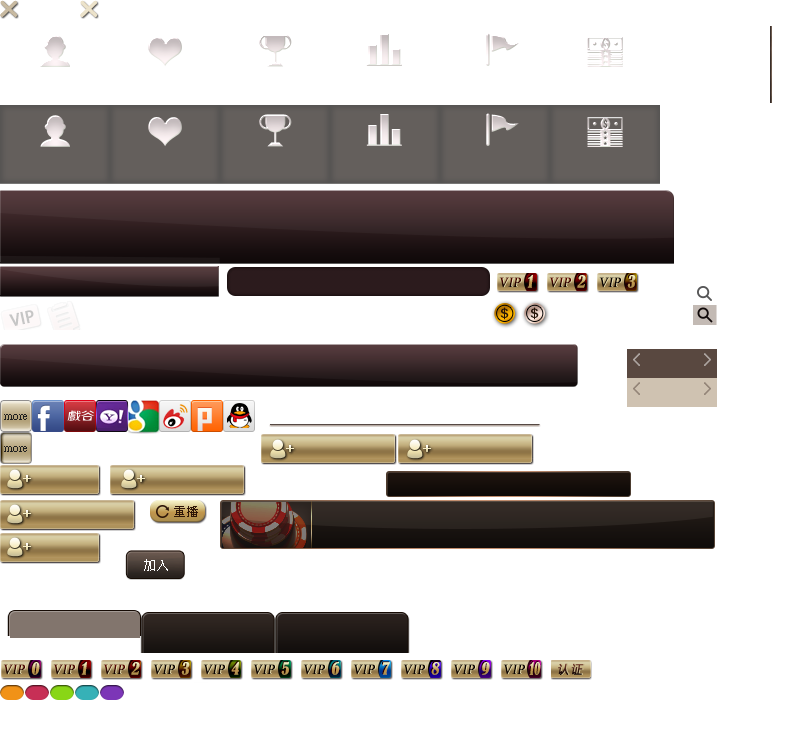 VIP 1 VIP 2 VIP 3
VIP
$ $
more f 戲谷 Y! g P
more
重播
加入
VIP 0 VIP 1 VIP 2 VIP 3 VIP 4 VIP 5 VIP 6 VIP 7 VIP 8 VIP 9 VIP 10 认证